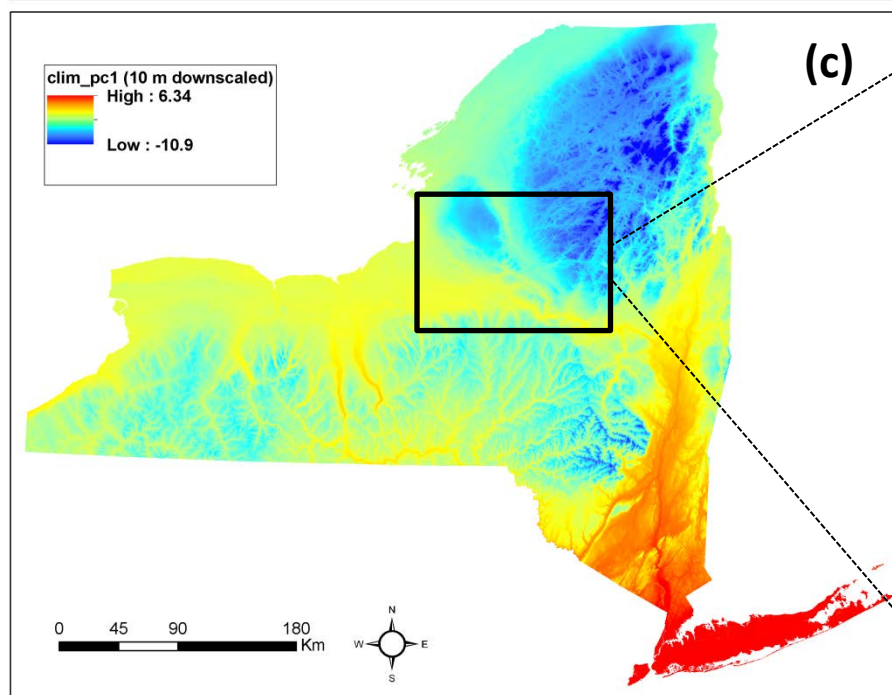 (c)
clim_pc1 (10 m downscaled)
High : 6.34
Low : -10.9
0 45 90 180
Km
N
W E
S